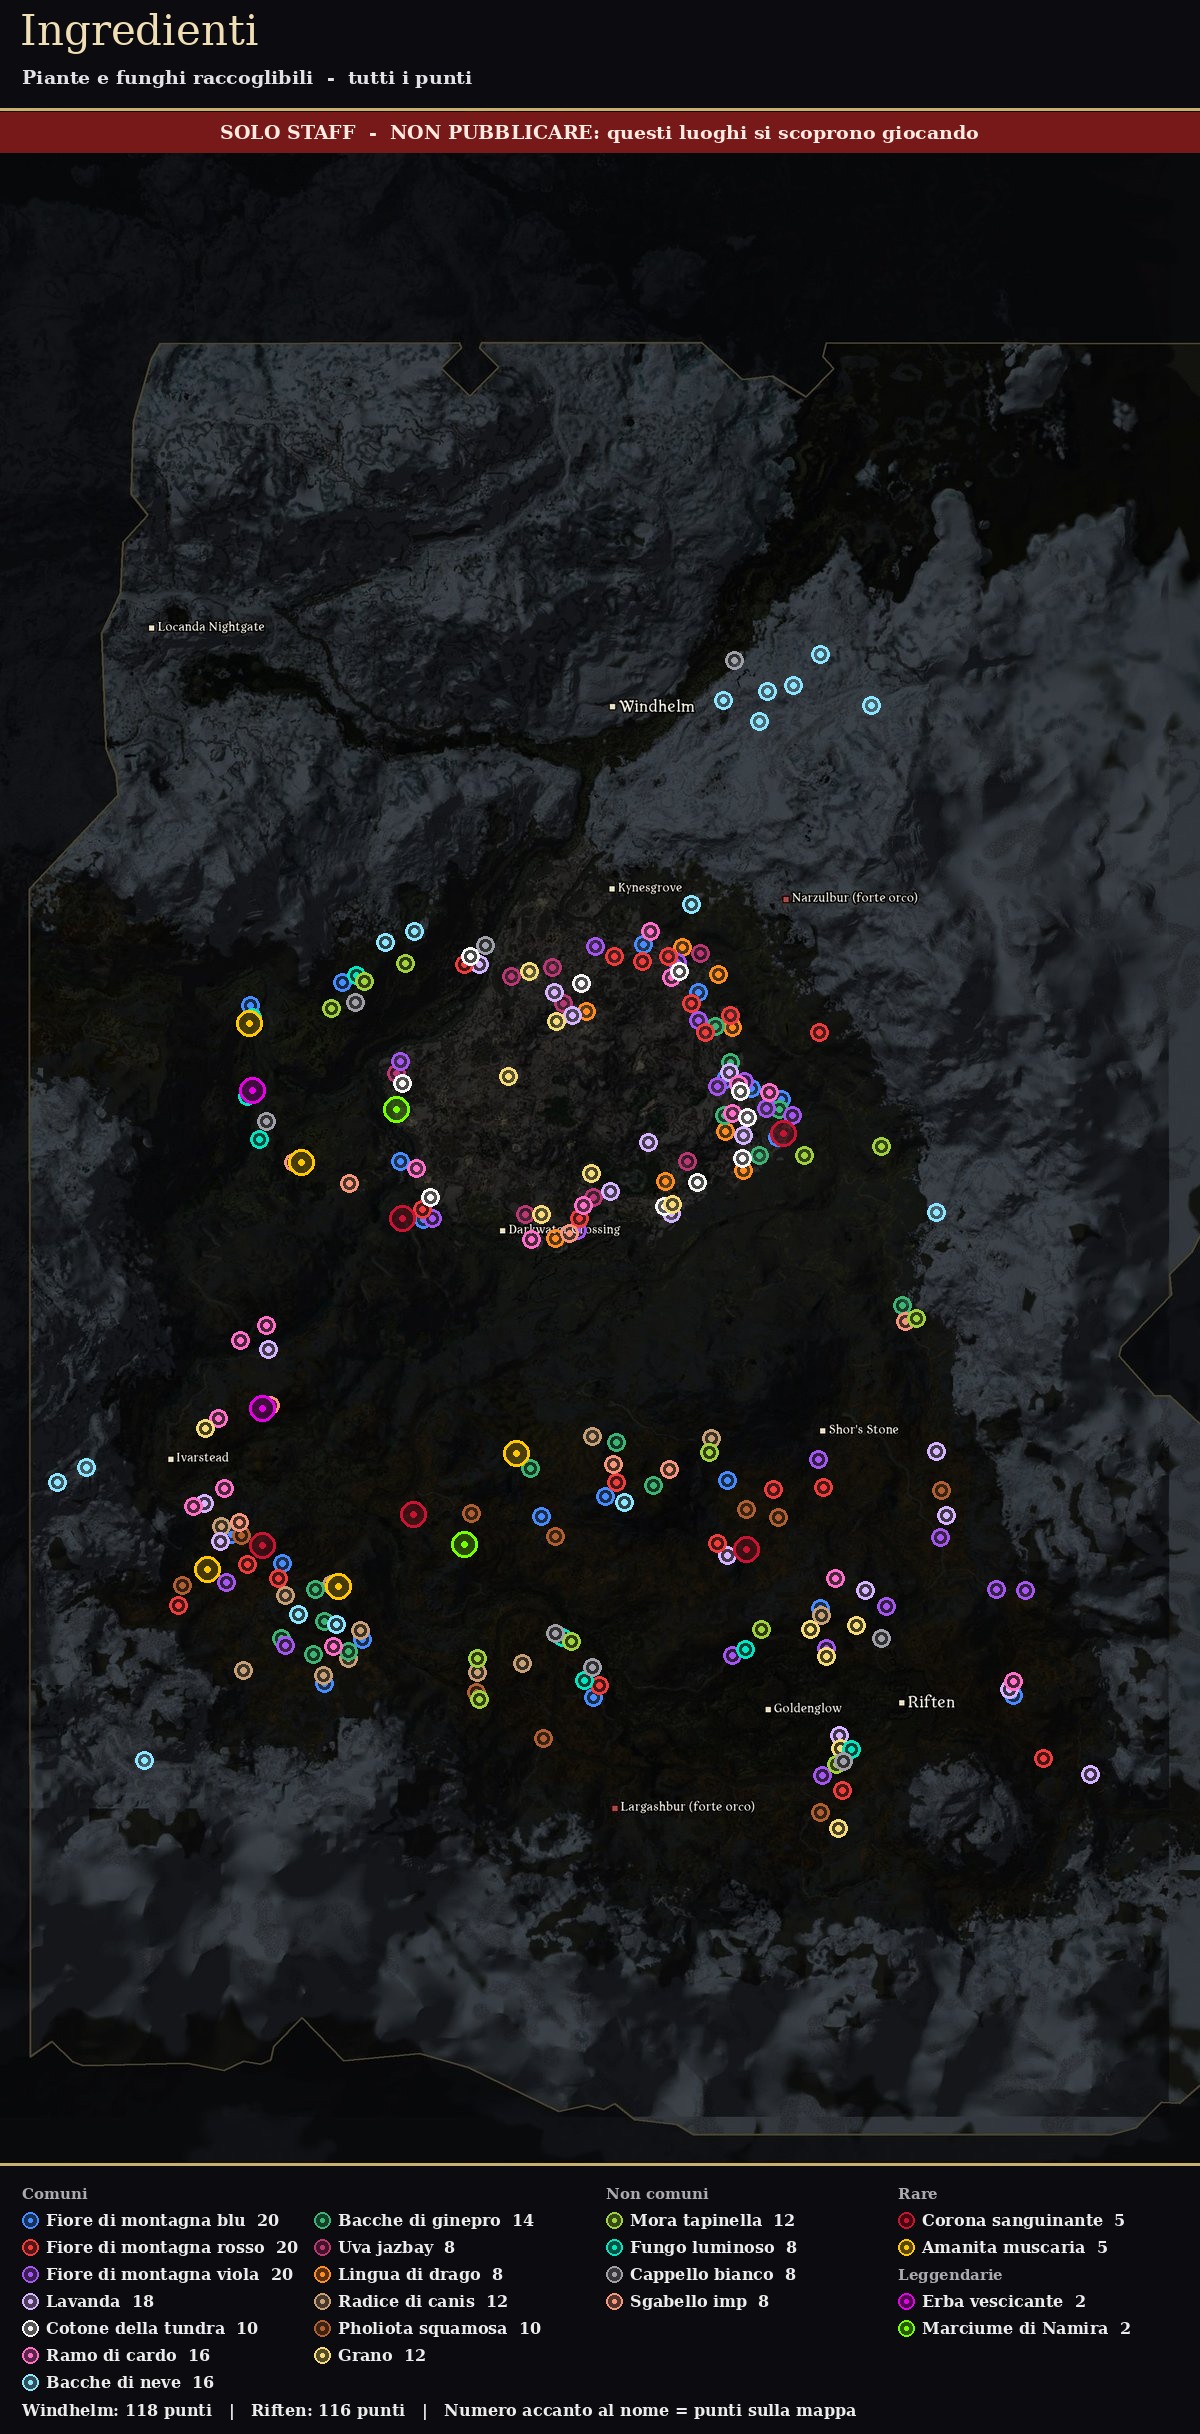 Ingredienti
Piante e funghi raccoglibili - tutti i punti
SOLO STAFF - NON PUBBLICARE: questi luoghi si scoprono giocando
Locanda Nightgate
Windhelm
Kynesgrove
Narzulbur (forte orco)
Darkwater Crossing
Shor's Stone
Ivarstead
Riften
Goldenglow
Largashbur (forte orco)
Comuni
Fiore di montagna blu 20
Fiore di montagna rosso 20
Fiore di montagna viola 20
Lavanda 18
Cotone della tundra 10
Ramo di cardo 16
Bacche di neve 16
Bacche di ginepro 14
Uva jazbay 8
Lingua di drago 8
Radice di canis 12
Pholiota squamosa 10
Grano 12
Non comuni
Mora tapinella 12
Fungo luminoso 8
Cappello bianco 8
Sgabello imp 8
Rare
Corona sanguinante 5
Amanita muscaria 5
Leggendarie
Erba vescicante 2
Marciume di Namira 2
Windhelm: 118 punti | Riften: 116 punti | Numero accanto al nome = punti sulla mappa